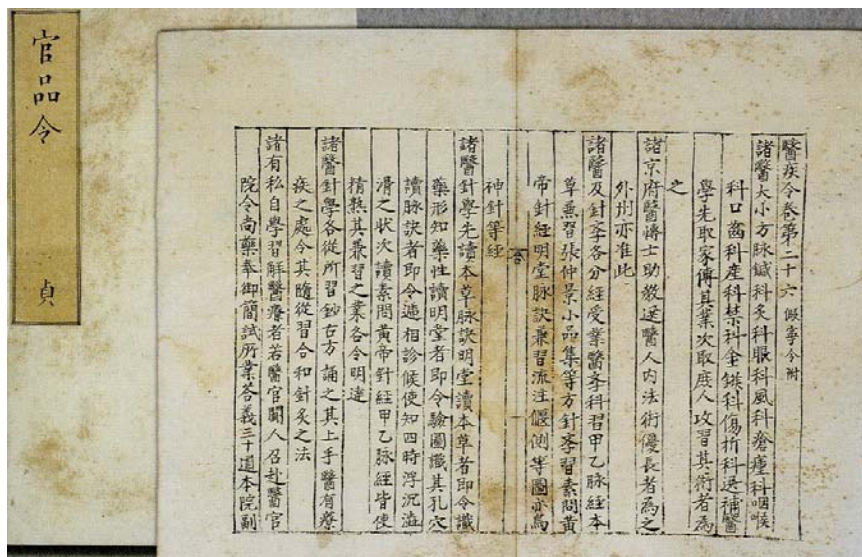 官品令 貞
醫疾令卷第二十六 假寧令附
諸醫大小方脉鍼科灸科眼科風科瘡瘇科咽喉
科口齒科產科禁科金鏃科傷折科選補醫
學先取家傳其業次取庶人攻習其術者為
之
諸京府醫博士助教選醫人內法術優長者為之
外州亦准此
諸醫及針斈各分經受業醫斈科習甲乙脉經本
草兼習張仲景小品集等方針斈習素問黃
帝針經明堂脉訣兼習流注偃側等圖亦烏
神針等經
諸醫針學先讀本草脉訣明堂讀本草者即令識
藥形知藥性讀明堂者即令驗圖識其孔穴
讀脉訣者即令遞相診候使知四時浮沉澁
滑之狀次讀素問黃帝針經甲乙脉經皆使
精熟其兼習之業各令明達
諸醫針學各從所習鈔古方誦之其上手醫有療
疾之處令其隨從習合和針灸之法
諸有私自學習解醫療者若醫官闕人召赴醫官
院令尚藥奉御簡試所業答義三十道本院副